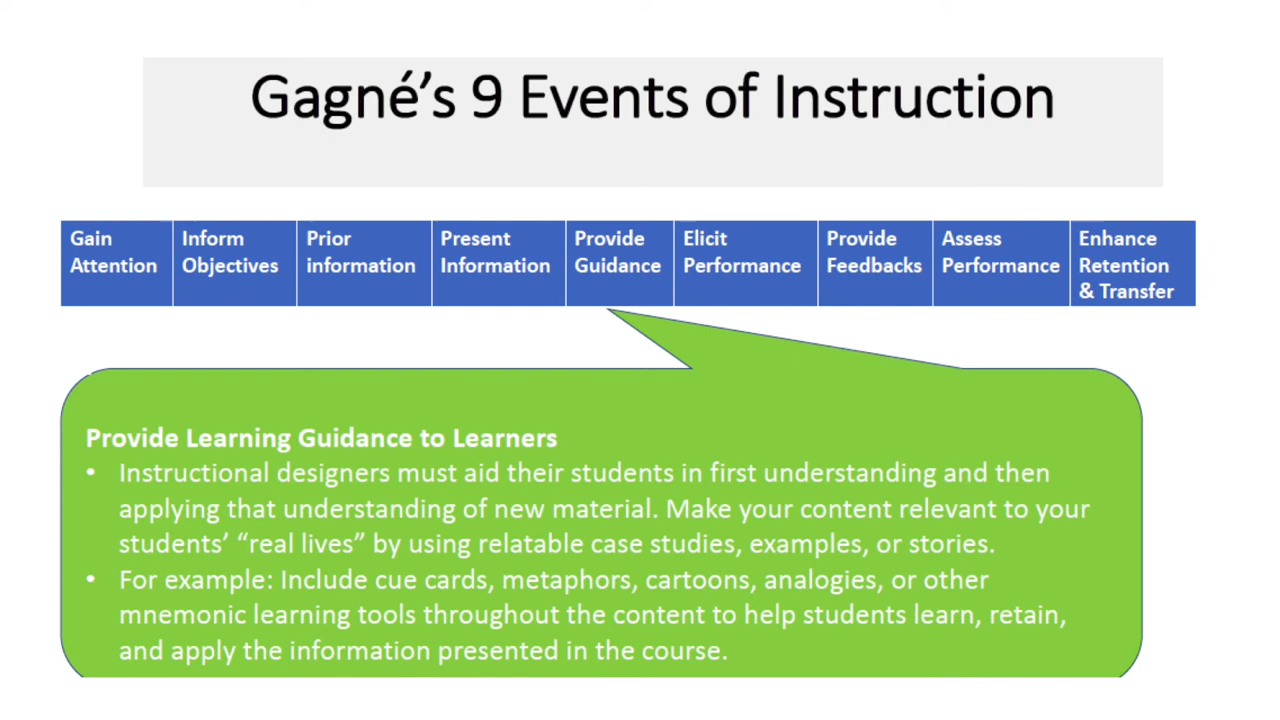 Gagné’s 9 Events of Instruction
Gain
Attention
Inform
Objectives
Prior
information
Present
Information
Provide
Guidance
Elicit
Performance
Provide
Feedbacks
Assess
Performance
Enhance
Retention
& Transfer
Provide Learning Guidance to Learners
• Instructional designers must aid their students in first understanding and then
applying that understanding of new material. Make your content relevant to your
students’ “real lives” by using relatable case studies, examples, or stories.
• For example: Include cue cards, metaphors, cartoons, analogies, or other
mnemonic learning tools throughout the content to help students learn, retain,
and apply the information presented in the course.